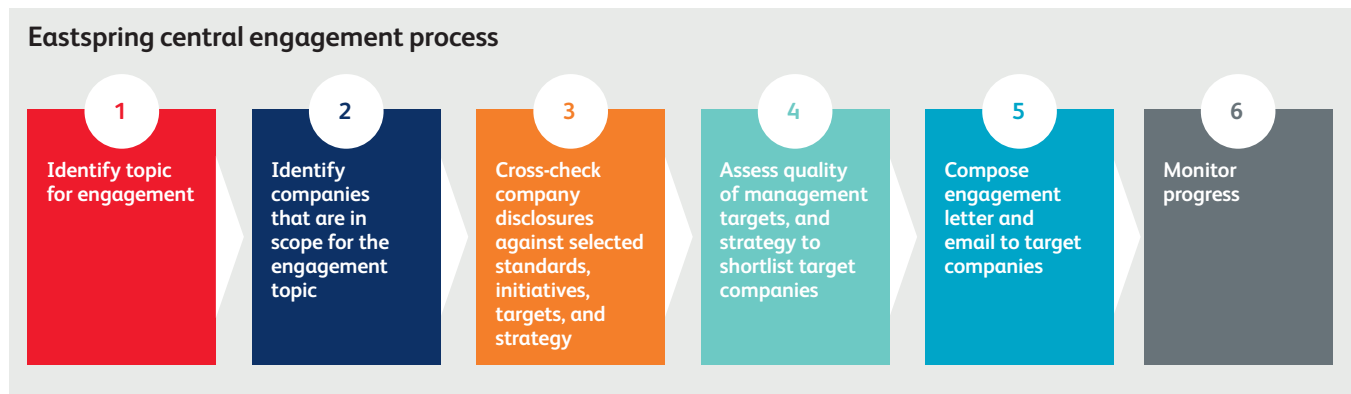 Eastspring central engagement process
1
Identify topic
for engagement
2
Identify
companies
that are in
scope for the
engagement
topic
3
Cross-check
company
disclosures
against selected
standards,
initiatives,
targets, and
strategy
4
Assess quality
of management
targets, and
strategy to
shortlist target
companies
5
Compose
engagement
letter and
email to target
companies
6
Monitor
progress